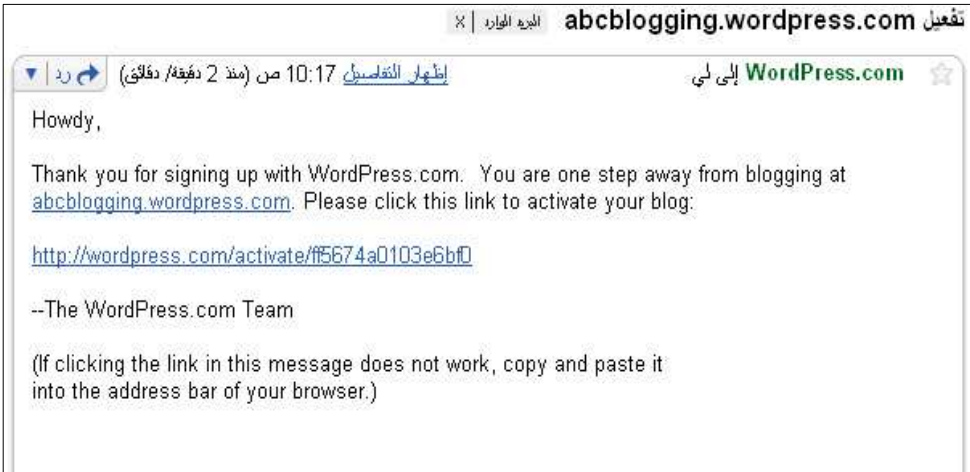 تفعيل abcblogging.wordpress.com البريد الوارد | X
WordPress.com إلى لي إظهار التفاصيل 10:17 ص (منذ 2 دقيقة/ دقائق) رد
Howdy,
Thank you for signing up with WordPress.com. You are one step away from blogging at
abcblogging.wordpress.com. Please click this link to activate your blog:
http://wordpress.com/activate/ff5674a0103e6bf0
--The WordPress.com Team
(If clicking the link in this message does not work, copy and paste it
into the address bar of your browser.)